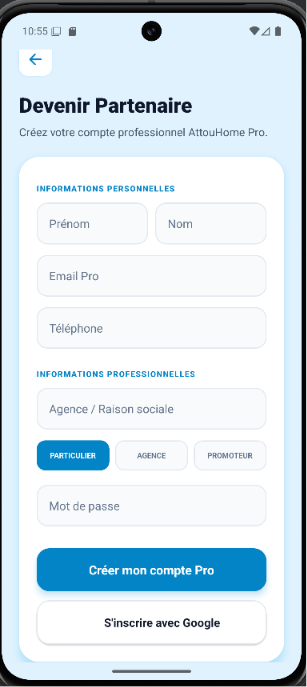 10:55
Devenir Partenaire
Créez votre compte professionnel AttouHome Pro.
INFORMATIONS PERSONNELLES
Prénom
Nom
Email Pro
Téléphone
INFORMATIONS PROFESSIONNELLES
Agence / Raison sociale
PARTICULIER
AGENCE
PROMOTEUR
Mot de passe
Créer mon compte Pro
S'inscrire avec Google